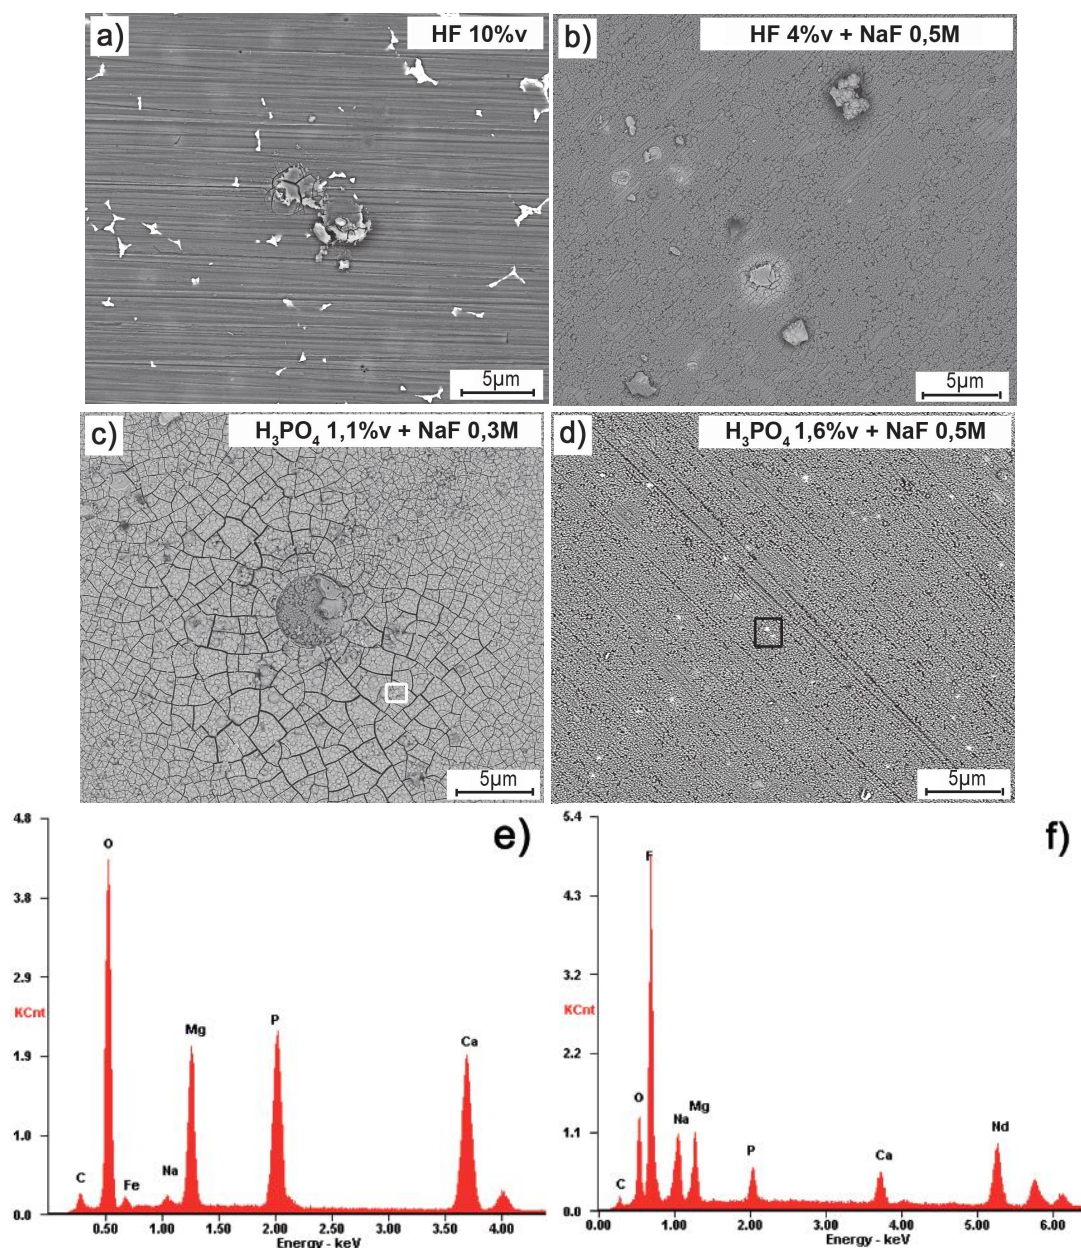 a)
HF 10%v
5µm
b)
HF 4%v + NaF 0,5M
5µm
c)
H₃PO₄ 1,1%v + NaF 0,3M
5µm
d)
H₃PO₄ 1,6%v + NaF 0,5M
5µm
e)
4.8
3.8
2.9
KCnt
1.9
1.0
0.0
O
Mg
P
Ca
C
Fe
Na
0.50 1.00 1.50 2.00 2.50 3.00 3.50 4.00
Energy - keV
f)
5.4
4.3
3.2
KCnt
2.2
1.1
0.0
F
O
Na
Mg
P
Ca
Nd
C
0.00 1.00 2.00 3.00 4.00 5.00 6.00
Energy - keV